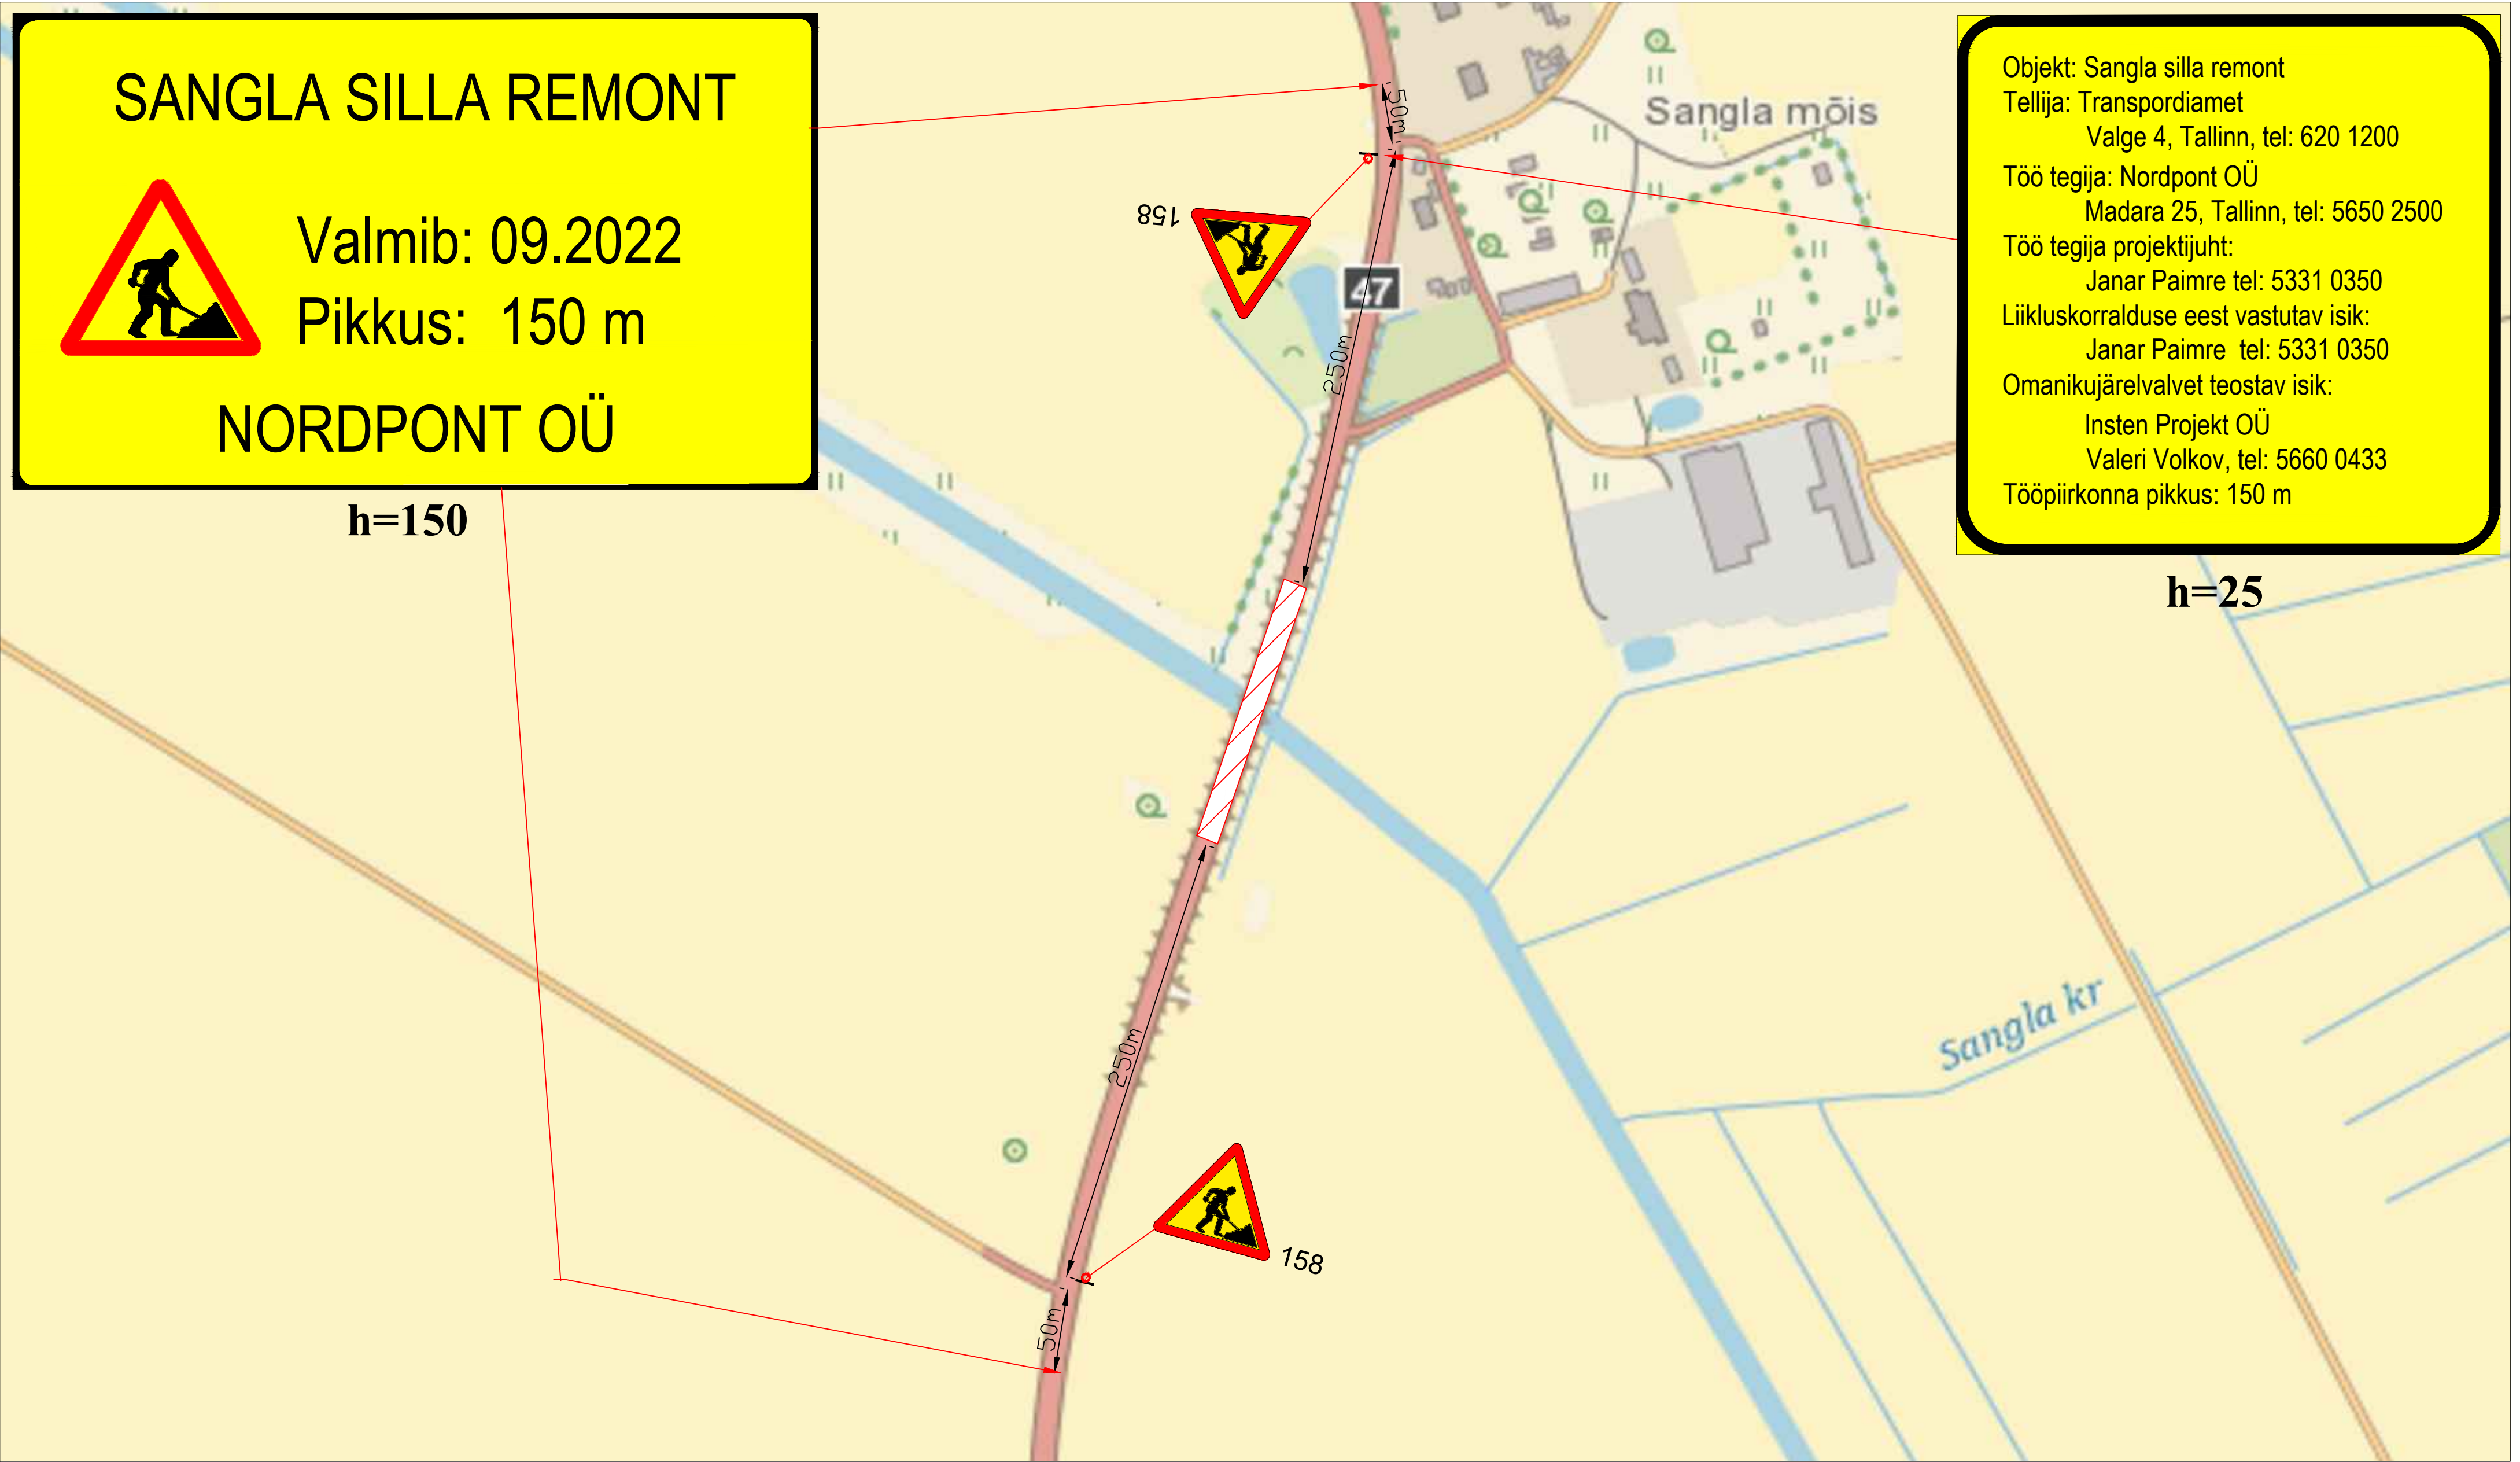 SANGLA SILLA REMONT
Valmib: 09.2022
Pikkus: 150 m
NORDPONT OÜ
h=150
Objekt: Sangla silla remont
Tellija: Transpordiamet
Valge 4, Tallinn, tel: 620 1200
Töö tegija: Nordpont OÜ
Madara 25, Tallinn, tel: 5650 2500
Töö tegija projektijuht:
Janar Paimre tel: 5331 0350
Liikluskorralduse eest vastutav isik:
Janar Paimre tel: 5331 0350
Omanikujärelvalvet teostav isik:
Insten Projekt OÜ
Valeri Volkov, tel: 5660 0433
Tööpiirkonna pikkus: 150 m
h=25
50m
Sangla mõis
158
47
250m
250m
Sangla kr
158
50m